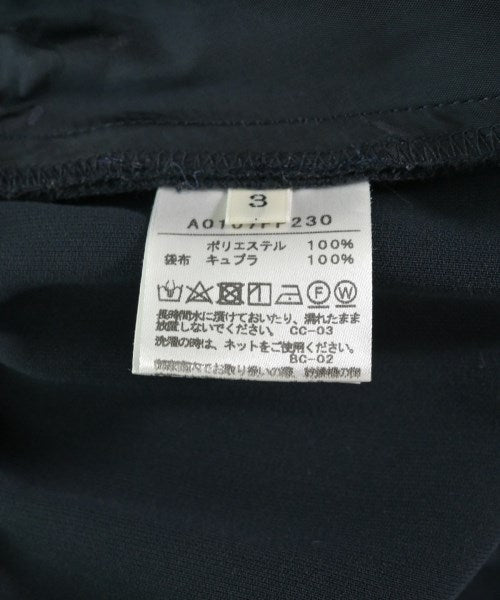 3
A0107FP230
ポリエステル 100%
袋布 キュプラ 100%
F W
長時間水に漬けておいたり、濡れたまま
放置しないでください。 CC-03
洗濯の時は、ネットをご使用ください。
BC-02